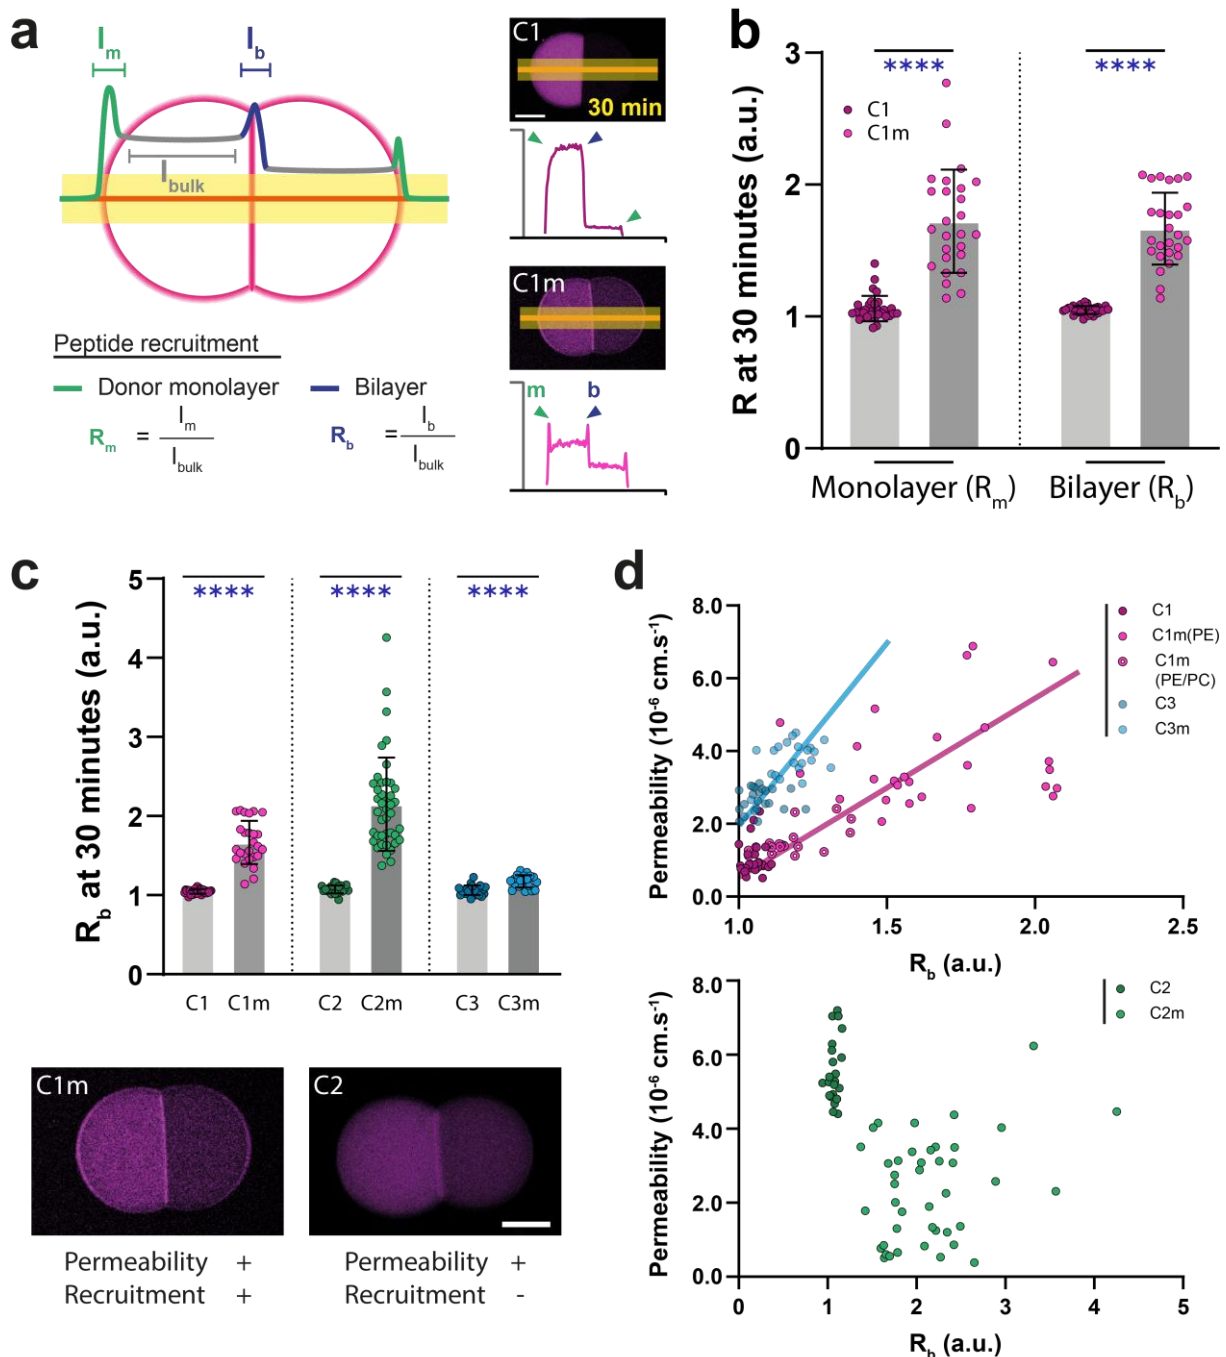 a
Im
Ib
Ibulk
Peptide recruitment
Donor monolayer
Bilayer
Rm = Im / Ibulk
Rb = Ib / Ibulk
C1
30 min
C1m
m
b
b
R at 30 minutes (a.u.)
3
2
1
0
****
****
C1
C1m
Monolayer (Rm)
Bilayer (Rb)
c
Rb at 30 minutes (a.u.)
5
4
3
2
1
0
****
****
****
C1
C1m
C2
C2m
C3
C3m
C1m
C2
Permeability +
Recruitment +
Permeability +
Recruitment -
d
Permeability (10-6 cm.s-1)
8.0
6.0
4.0
2.0
0.0
1.0
1.5
2.0
2.5
Rb (a.u.)
C1
C1m(PE)
C1m
(PE/PC)
C3
C3m
Permeability (10-6 cm.s-1)
8.0
6.0
4.0
2.0
0.0
0
1
2
3
4
5
Rb (a.u.)
C2
C2m